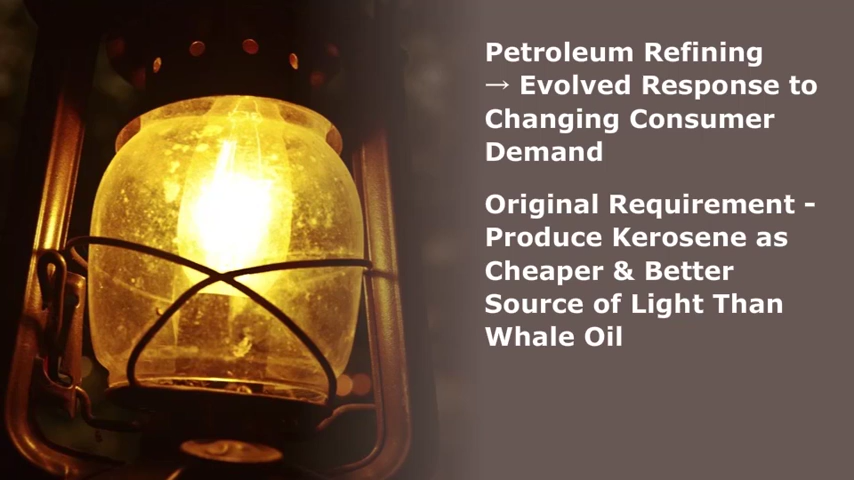 Petroleum Refining
→ Evolved Response to
Changing Consumer
Demand
Original Requirement -
Produce Kerosene as
Cheaper & Better
Source of Light Than
Whale Oil